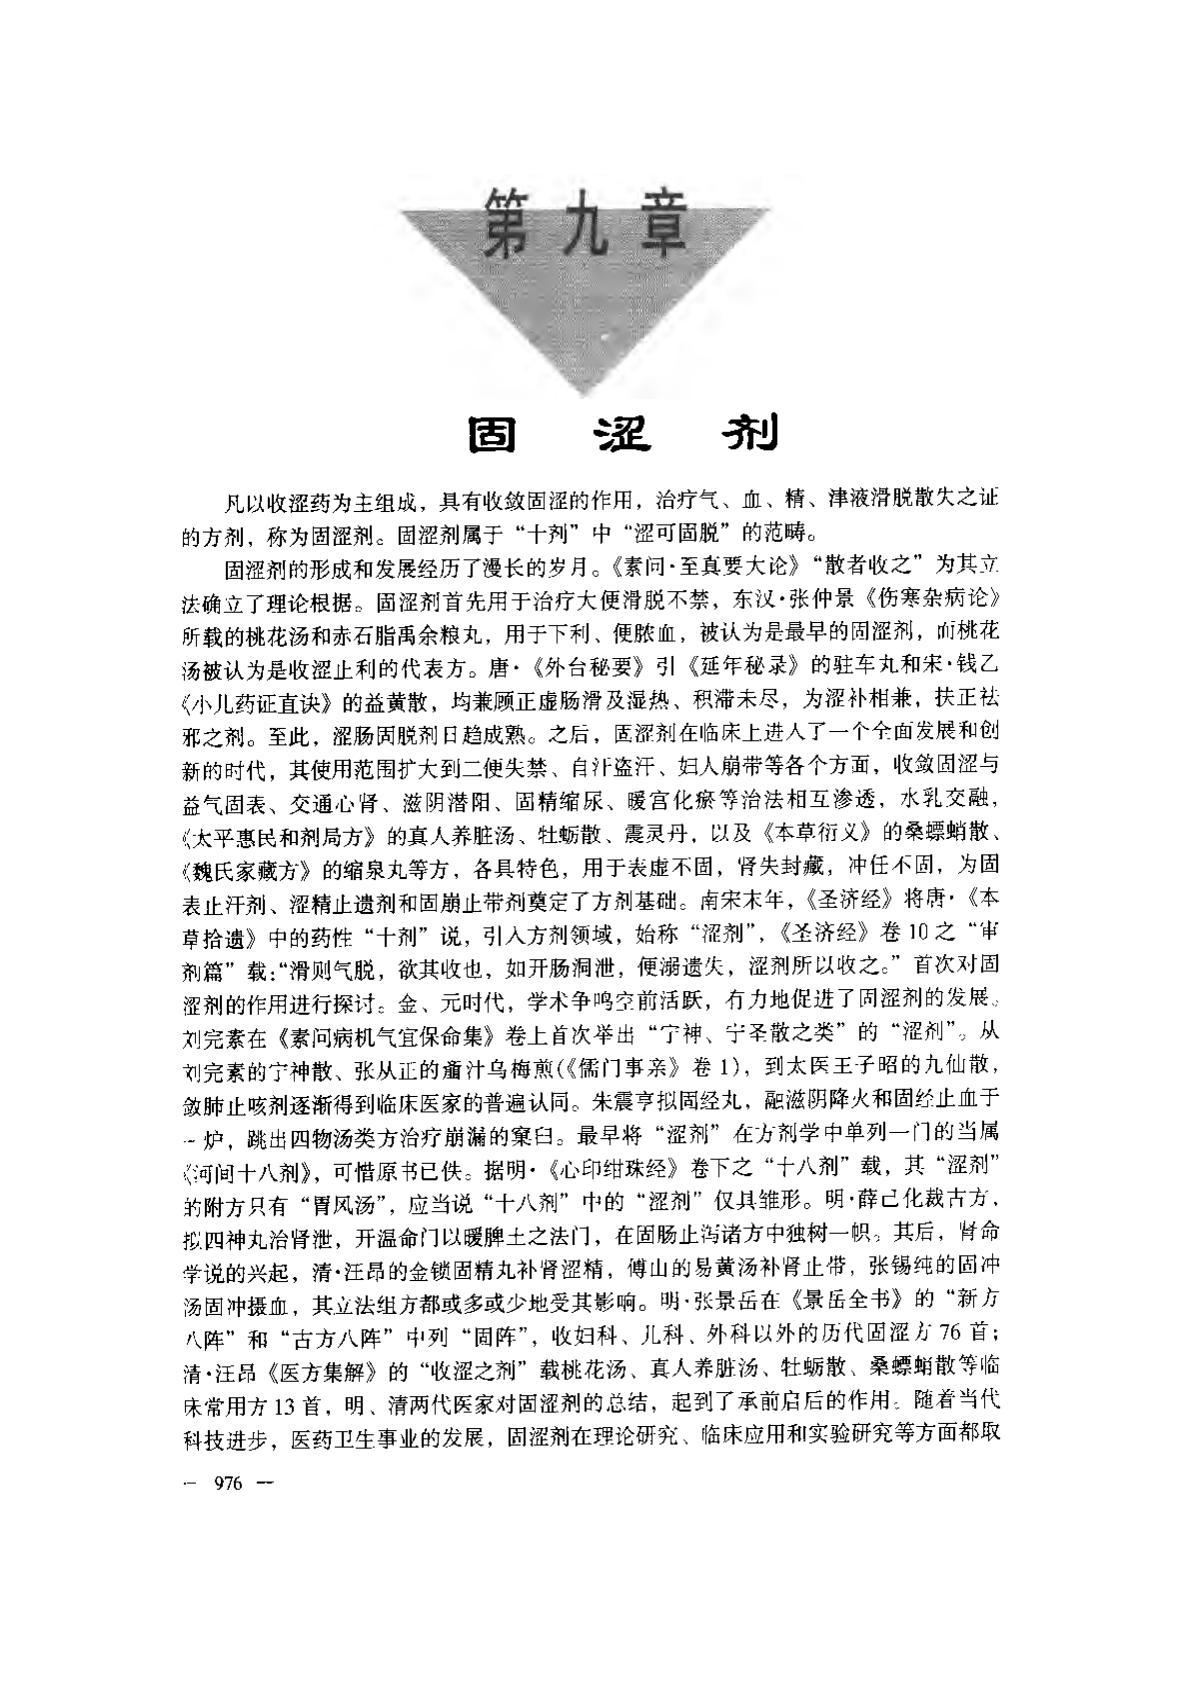 第九章
固涩剂
凡以收涩药为主组成，具有收敛固涩的作用，治疗气、血、精、津液滑脱散失之证
的方剂，称为固涩剂。固涩剂属于“十剂”中“涩可固脱”的范畴。
固涩剂的形成和发展经历了漫长的岁月。《素问·至真要大论》“散者收之”为其立
法确立了理论根据。固涩剂首先用于治疗大便滑脱不禁，东汉·张仲景《伤寒杂病论》
所载的桃花汤和赤石脂禹余粮丸，用于下利、便脓血，被认为是最早的固涩剂，而桃花
汤被认为是收涩止利的代表方。唐·《外台秘要》引《延年秘录》的驻车丸和宋·钱乙
《小儿药证直诀》的益黄散，均兼顾正虚肠滑及湿热、积滞未尽，为涩补相兼，扶正祛
邪之剂。至此，涩肠固脱剂日趋成熟。之后，固涩剂在临床上进入了一个全面发展和创
新的时代，其使用范围扩大到二便失禁、自汗盗汗、妇人崩带等各个方面，收敛固涩与
益气固表、交通心肾、滋阴潜阳、固精缩尿、暖宫化瘀等治法相互渗透，水乳交融，
《太平惠民和剂局方》的真人养脏汤、牡蛎散、震灵丹，以及《本草衍义》的桑螵蛸散、
《魏氏家藏方》的缩泉丸等方，各具特色，用于表虚不固，肾失封藏，冲任不固，为固
表止汗剂、涩精止遗剂和固崩止带剂奠定了方剂基础。南宋末年，《圣济经》将唐·《本
草拾遗》中的药性“十剂”说，引入方剂领域，始称“涩剂”，《圣济经》卷10之“审
剂篇”载：“滑则气脱，欲其收也，如开肠洞泄，便溺遗失，涩剂所以收之。”首次对固
涩剂的作用进行探讨。金、元时代，学术争鸣空前活跃，有力地促进了固涩剂的发展。
刘完素在《素问病机气宜保命集》卷上首次举出“宁神、宁圣散之类”的“涩剂”。从
刘完素的宁神散、张从正的齑汁乌梅煎(《儒门事亲》卷1)，到太医王子昭的九仙散，
敛肺止咳剂逐渐得到临床医家的普遍认同。朱震亨拟固经丸，融滋阴降火和固经止血于
一炉，跳出四物汤类方治疗崩漏的窠臼。最早将“涩剂”在方剂学中单列一门的当属
《河间十八剂》，可惜原书已佚。据明·《心印绀珠经》卷下之“十八剂”载，其“涩剂”
的附方只有“胃风汤”，应当说“十八剂”中的“涩剂”仅具雏形。明·薛己化裁古方，
拟四神丸治肾泄，开温命门以暖脾土之法门，在固肠止泻诸方中独树一帜。其后，肾命
学说的兴起，清·汪昂的金锁固精丸补肾涩精，傅山的易黄汤补肾止带，张锡纯的固冲
汤固冲摄血，其立法组方都或多或少地受其影响。明·张景岳在《景岳全书》的“新方
八阵”和“古方八阵”中列“固阵”，收妇科、儿科、外科以外的历代固涩方76首；
清·汪昂《医方集解》的“收涩之剂”载桃花汤、真人养脏汤、牡蛎散、桑螵蛸散等临
床常用方13首，明、清两代医家对固涩剂的总结，起到了承前启后的作用。随着当代
科技进步，医药卫生事业的发展，固涩剂在理论研究、临床应用和实验研究等方面都取
— 976 —